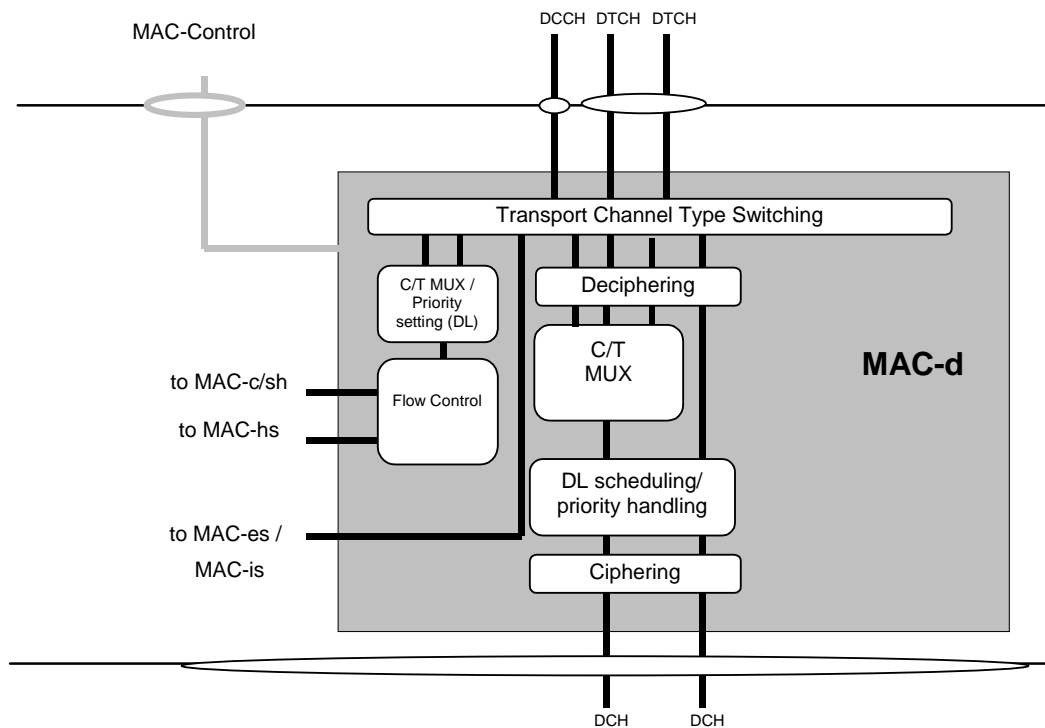 DCCH DTCH DTCH
MAC-Control
Transport Channel Type Switching
C/T MUX /
Priority
setting (DL)
Deciphering
C/T
MUX
MAC-d
to MAC-c/sh
Flow Control
to MAC-hs
DL scheduling/
priority handling
to MAC-es /
MAC-is
Ciphering
DCH DCH